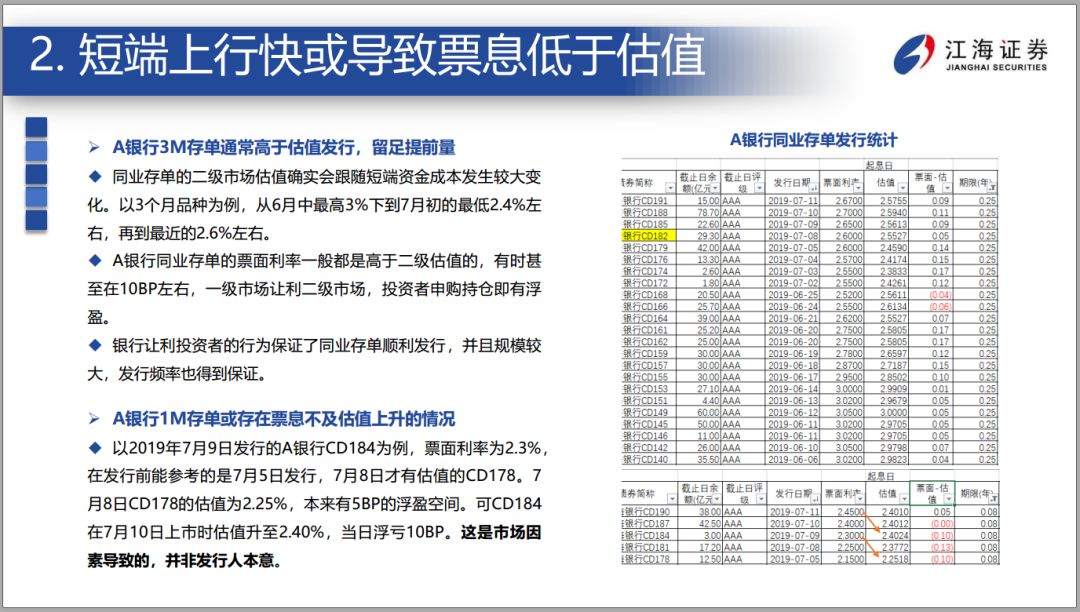 2. 短端上行快或导致票息低于估值
江海证券
JIANGHAI SECURITIES
➢ A银行3M存单通常高于估值发行，留足提前量
◆ 同业存单的二级市场估值确实会跟随短端资金成本发生较大变
化。以3个月品种为例，从6月中最高3%下到7月初的最低2.4%左
右，再到最近的2.6%左右。
◆ A银行同业存单的票面利率一般都是高于二级估值的，有时甚
至在10BP左右，一级市场让利二级市场，投资者申购持仓即有浮
盈。
◆ 银行让利投资者的行为保证了同业存单顺利发行，并且规模较
大，发行频率也得到保证。
➢ A银行1M存单或存在票息不及估值上升的情况
◆ 以2019年7月9日发行的A银行CD184为例，票面利率为2.3%，
在发行前能参考的是7月5日发行，7月8日才有估值的CD178。7
月8日CD178的估值为2.25%，本来有5BP的浮盈空间。可CD184
在7月10日上市时估值升至2.40%，当日浮亏10BP。这是市场因
素导致的，并非发行人本意。
A银行同业存单发行统计
起息日
债券简称 截止日余额(亿元 截止日评级 发行日期 票面利率 估值 票面-估值 期限(年)
银行CD191 15.00 AAA 2019-07-11 2.6700 2.5755 0.09 0.25
银行CD188 78.70 AAA 2019-07-10 2.7000 2.5940 0.11 0.25
银行CD185 22.60 AAA 2019-07-09 2.6500 2.5613 0.09 0.25
银行CD182 29.30 AAA 2019-07-08 2.6000 2.5527 0.05 0.25
银行CD179 42.00 AAA 2019-07-05 2.6000 2.4590 0.14 0.25
银行CD176 13.30 AAA 2019-07-04 2.5700 2.4174 0.15 0.25
银行CD174 2.60 AAA 2019-07-03 2.5500 2.3833 0.17 0.25
银行CD172 1.80 AAA 2019-07-02 2.5500 2.4261 0.12 0.25
银行CD168 20.50 AAA 2019-06-25 2.5200 2.5611 (0.04) 0.25
银行CD166 25.70 AAA 2019-06-24 2.5500 2.6134 (0.06) 0.25
银行CD164 39.00 AAA 2019-06-21 2.6200 2.5527 0.07 0.25
银行CD161 25.20 AAA 2019-06-20 2.7500 2.5805 0.17 0.25
银行CD162 25.00 AAA 2019-06-20 2.7500 2.5805 0.17 0.25
银行CD159 30.00 AAA 2019-06-19 2.7800 2.6597 0.12 0.25
银行CD157 30.00 AAA 2019-06-18 2.8700 2.7187 0.15 0.25
银行CD155 30.00 AAA 2019-06-17 2.9500 2.8502 0.10 0.25
银行CD153 27.10 AAA 2019-06-14 3.0000 2.9909 0.01 0.25
银行CD151 4.40 AAA 2019-06-13 3.0200 2.9679 0.05 0.25
银行CD149 60.00 AAA 2019-06-12 3.0500 3.0000 0.05 0.25
银行CD145 50.00 AAA 2019-06-11 3.0200 2.9705 0.05 0.25
银行CD146 11.00 AAA 2019-06-11 3.0200 2.9705 0.05 0.25
银行CD142 26.00 AAA 2019-06-10 3.0500 2.9798 0.07 0.25
银行CD140 35.50 AAA 2019-06-06 3.0200 2.9823 0.04 0.25
起息日
债券简称 截止日余额(亿元 截止日评级 发行日期 票面利率 估值 票面-估值 期限(年)
银行CD190 38.00 AAA 2019-07-11 2.4500 2.4010 0.05 0.08
银行CD187 42.50 AAA 2019-07-10 2.4000 2.4012 (0.00) 0.08
银行CD184 3.00 AAA 2019-07-09 2.3000 2.4024 (0.10) 0.08
银行CD181 17.20 AAA 2019-07-08 2.2500 2.3772 (0.13) 0.08
银行CD178 12.50 AAA 2019-07-05 2.1500 2.2518 (0.10) 0.08